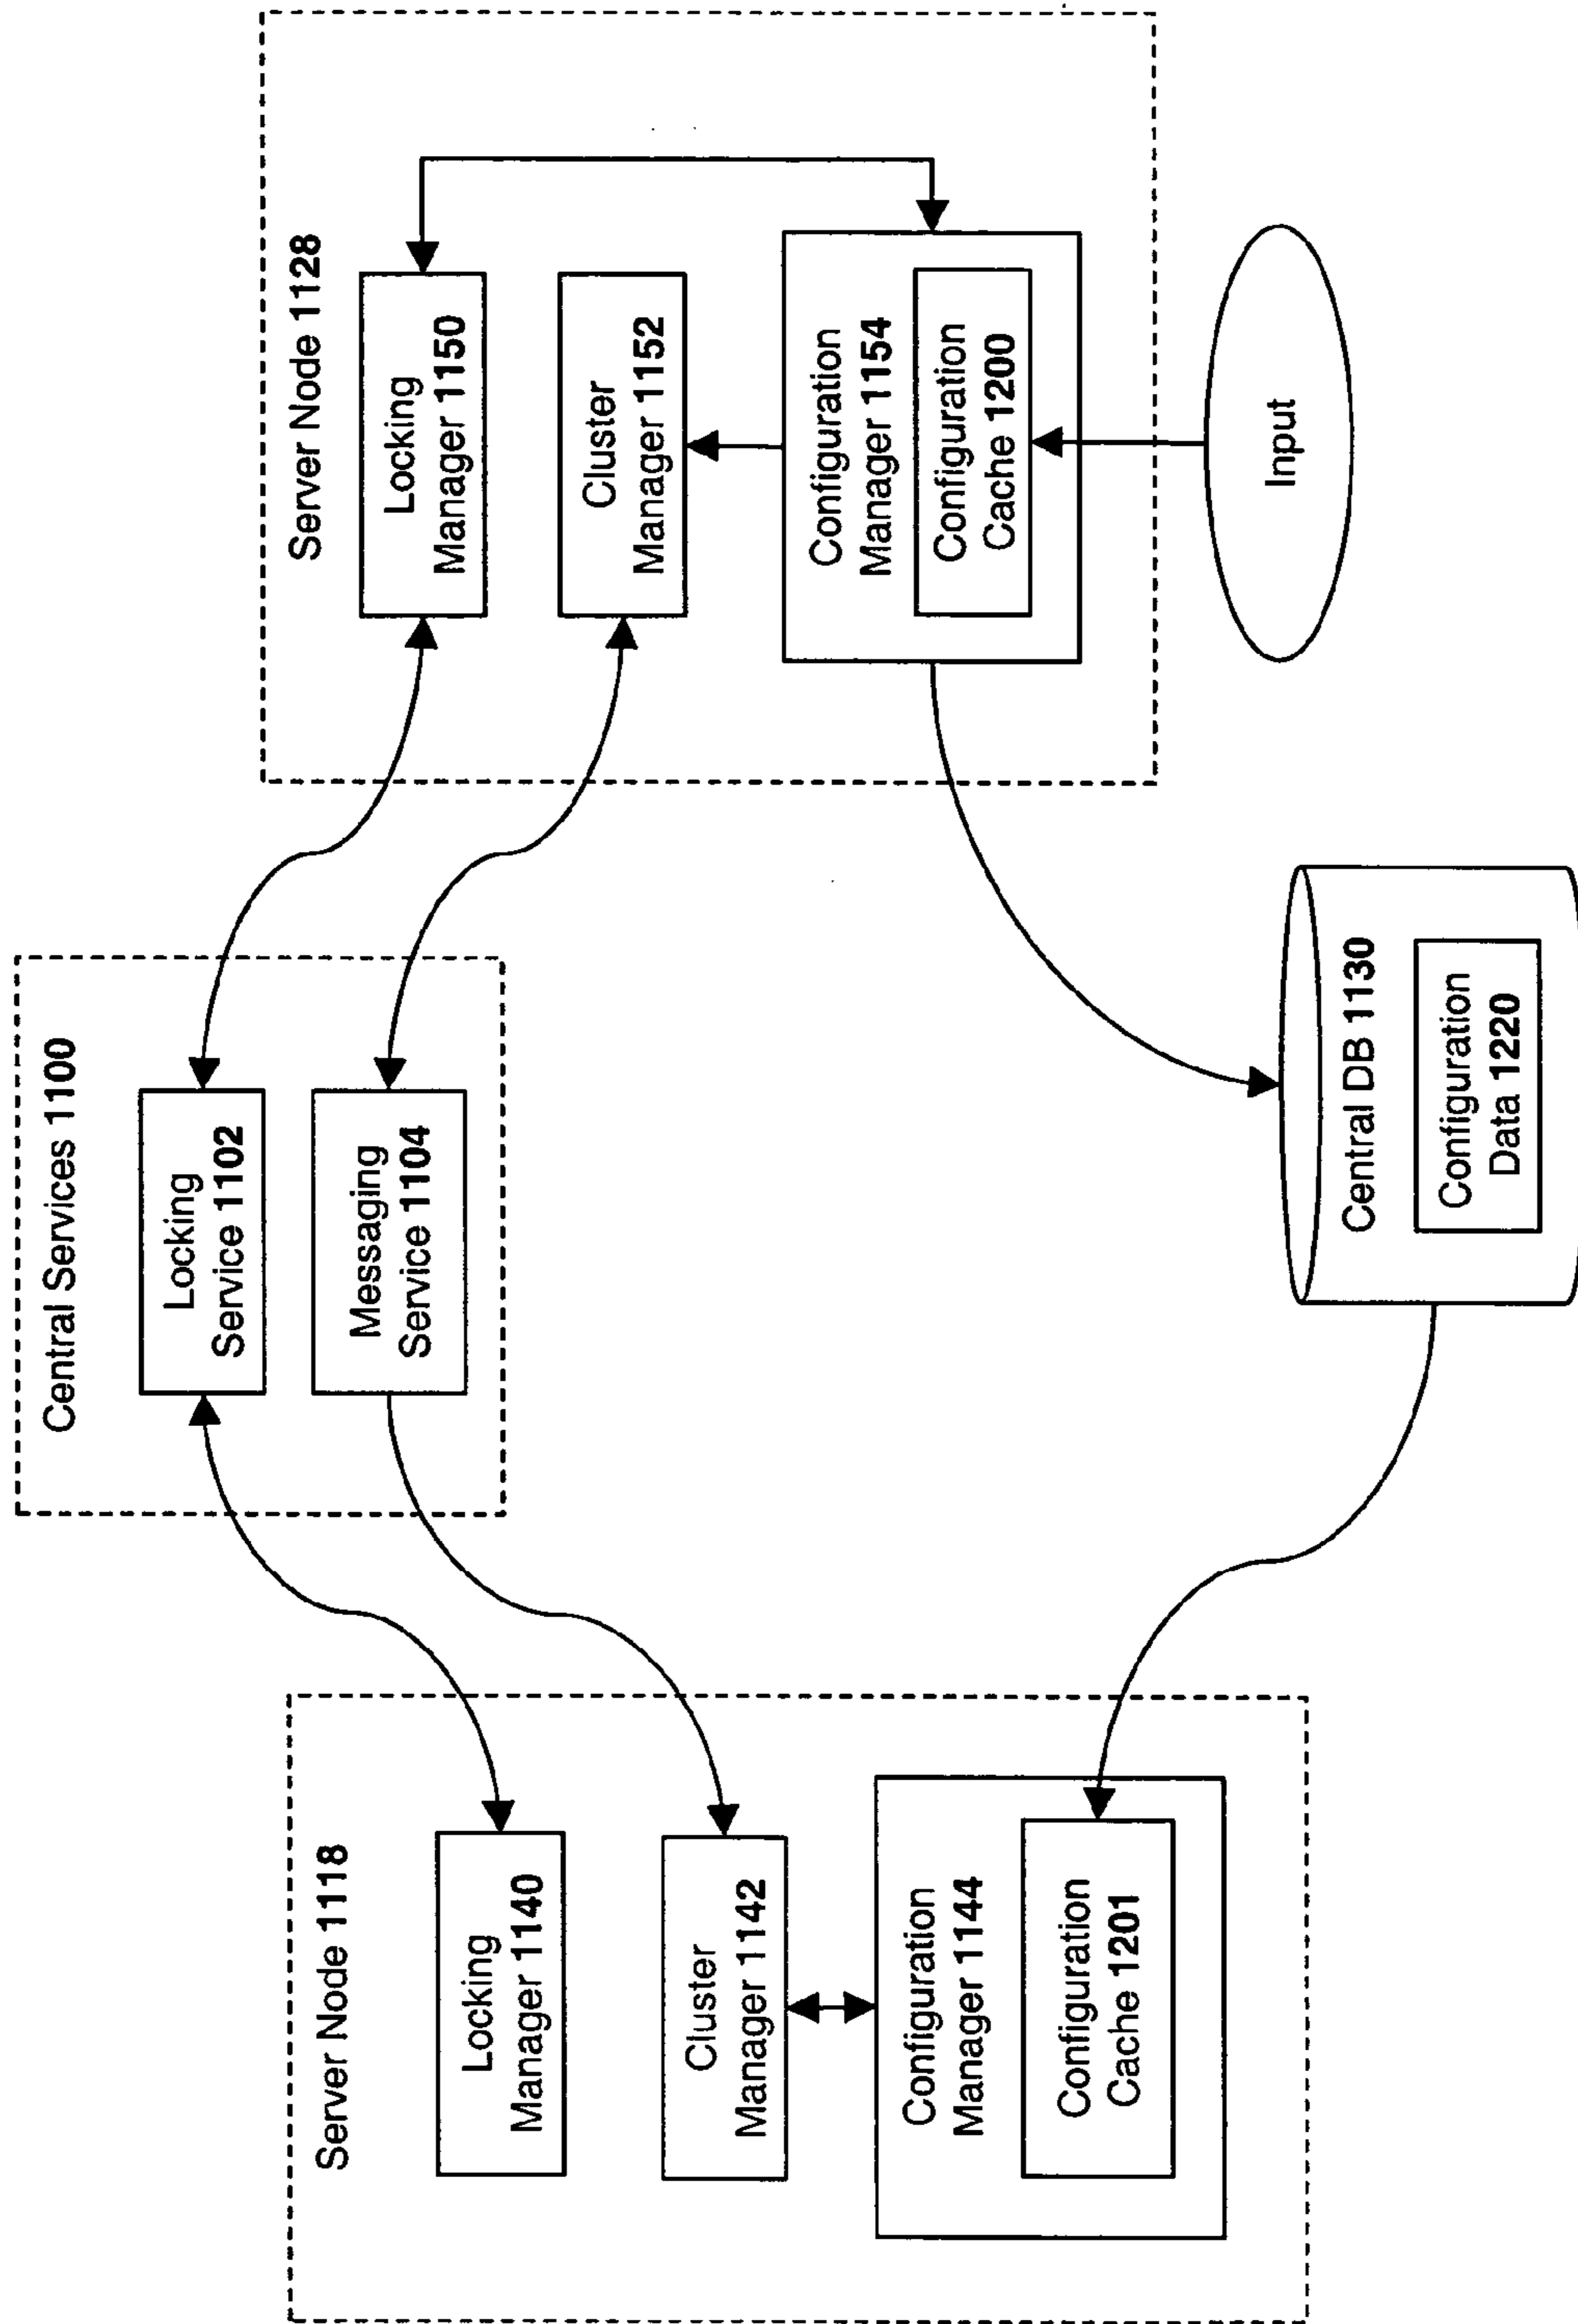 Server Node 1118
Locking
Manager 1140
Cluster
Manager 1142
Configuration
Manager 1144
Configuration
Cache 1201
Central Services 1100
Locking
Service 1102
Messaging
Service 1104
Central DB 1130
Configuration
Data 1220
Server Node 1128
Locking
Manager 1150
Cluster
Manager 1152
Configuration
Manager 1154
Configuration
Cache 1200
Input